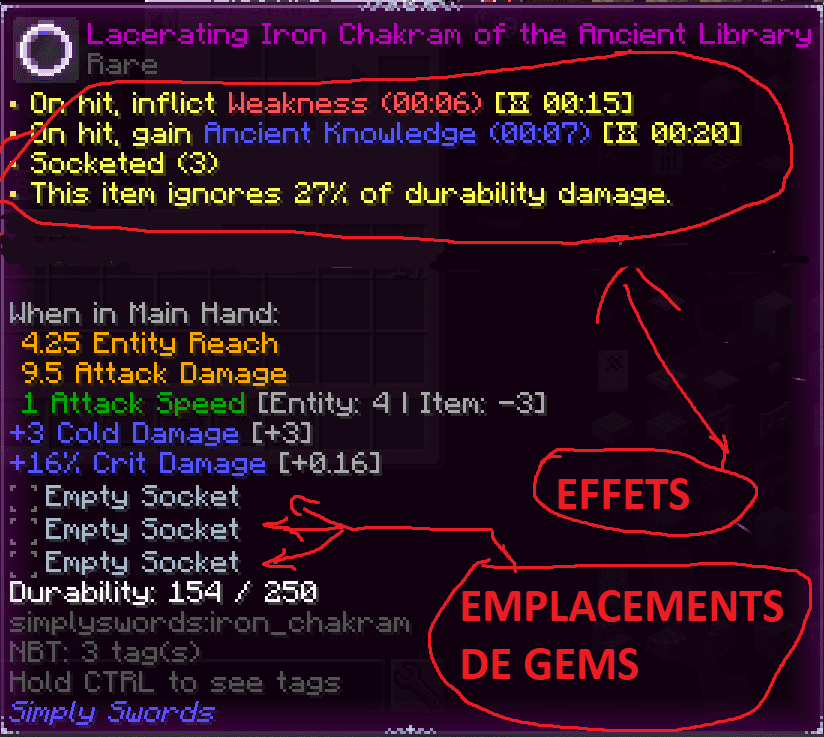 Lacerating Iron Chakram of the Ancient Library
Rare
• On hit, inflict Weakness (00:06) [⌛ 00:15]
• On hit, gain Ancient Knowledge (00:07) [⌛ 00:20]
• Socketed (3)
• This item ignores 27% of durability damage.
When in Main Hand:
4.25 Entity Reach
9.5 Attack Damage
1 Attack Speed [Entity: 4 | Item: -3]
+3 Cold Damage [+3]
+16% Crit Damage [+0.16]
EFFETS
[ ] Empty Socket
[ ] Empty Socket
[ ] Empty Socket
EMPLACEMENTS
DE GEMS
Durability: 154 / 250
simplyswords:iron_chakram
NBT: 3 tag(s)
Hold CTRL to see tags
Simply Swords